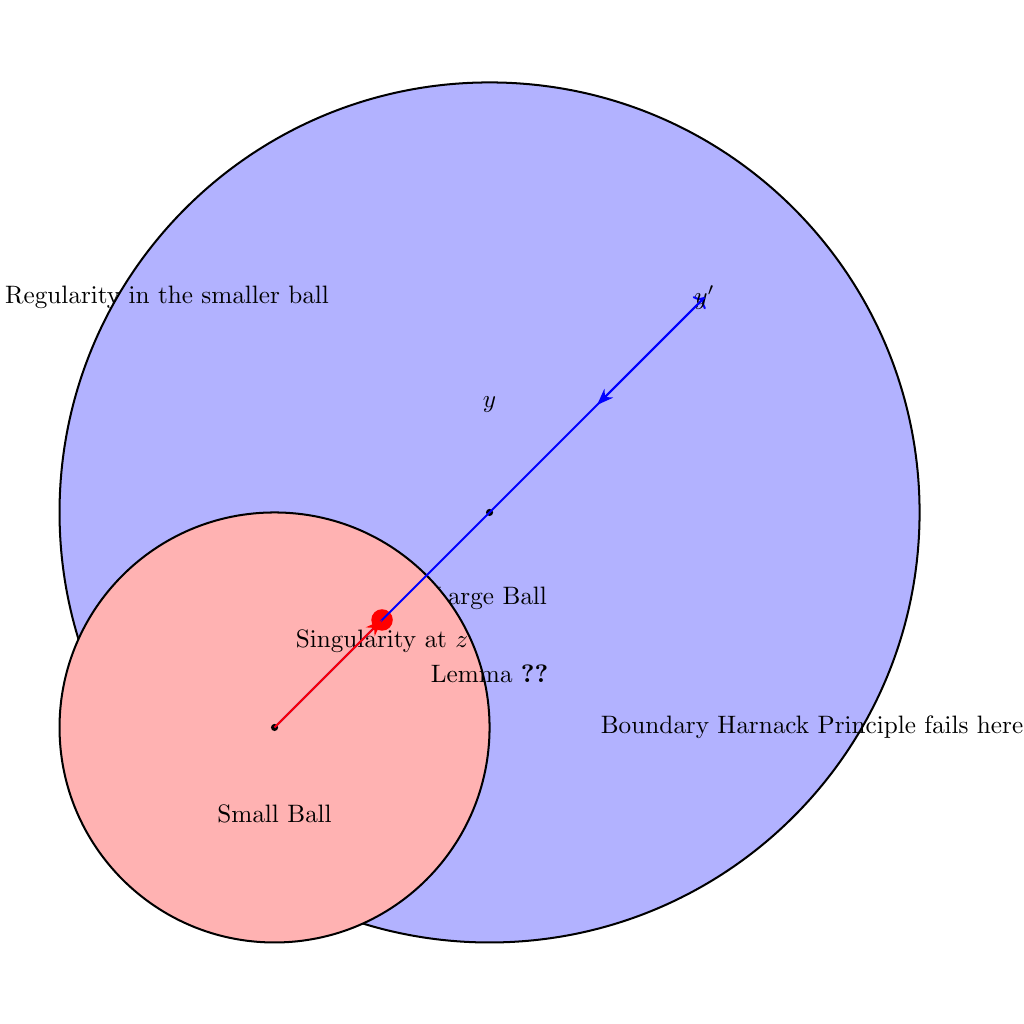 Regularity in the smaller ball
y′
y
Large Ball
Singularity at z
Lemma ??
Boundary Harnack Principle fails here
Small Ball